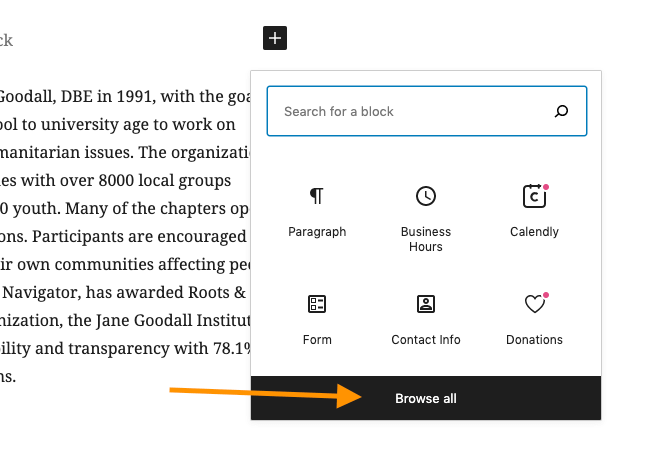 ck
Goodall, DBE in 1991, with the goa
ool to university age to work on
manitarian issues. The organizati
es with over 8000 local groups
0 youth. Many of the chapters op
ons. Participants are encouraged
ir own communities affecting pe
Navigator, has awarded Roots &
nization, the Jane Goodall Institut
ility and transparency with 78.1%
ns.
Search for a block
Paragraph
Business
Hours
Calendly
Form
Contact Info
Donations
Browse all